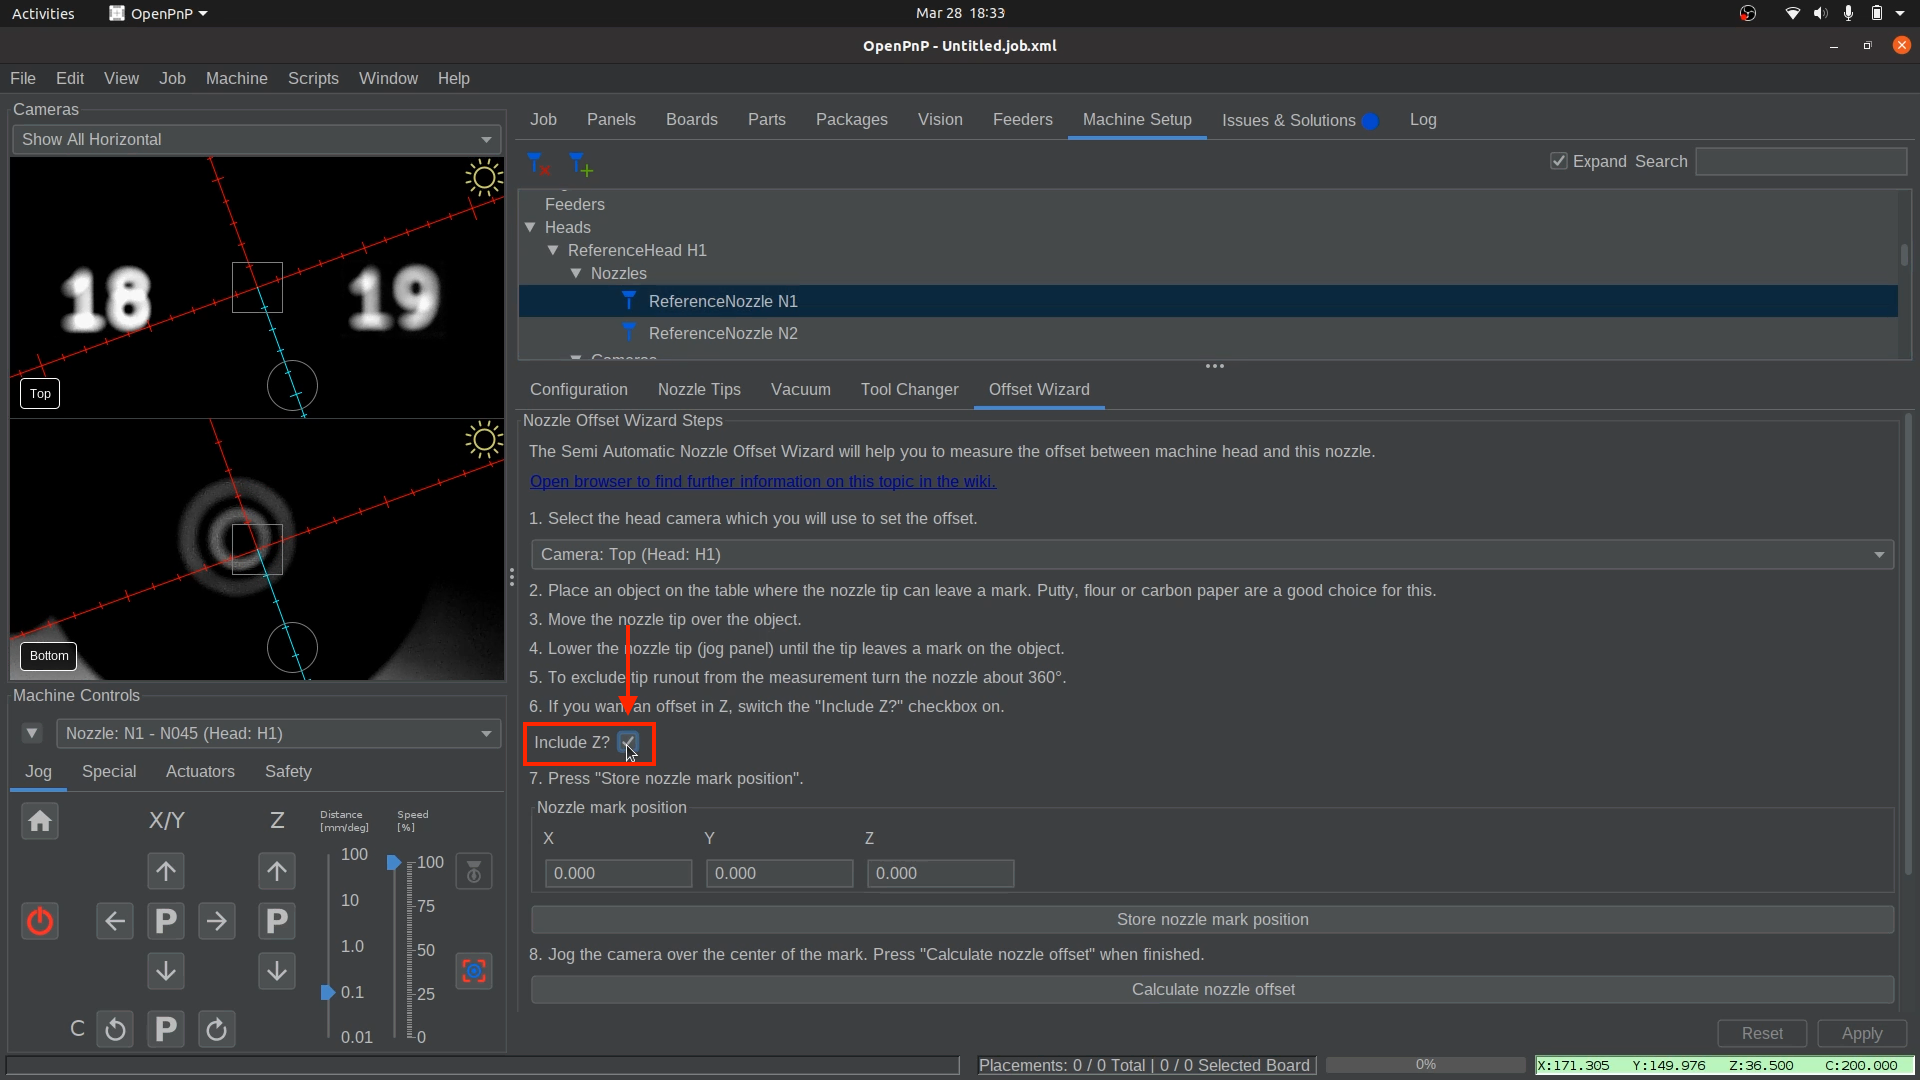 Activities OpenPnP Mar 28 18:33
OpenPnP - Untitled.job.xml
File Edit View Job Machine Scripts Window Help
Cameras
Show All Horizontal
18 19
Top
Bottom
Machine Controls
Nozzle: N1 - N045 (Head: H1)
Jog Special Actuators Safety
X/Y Z Distance [mm/deg] Speed [%]
100 100
10 75
P P
1.0 50
0.1 25
C P 0.01 0
Job Panels Boards Parts Packages Vision Feeders Machine Setup Issues & Solutions Log
Expand Search
Feeders
Heads
ReferenceHead H1
Nozzles
ReferenceNozzle N1
ReferenceNozzle N2
Cameras
Configuration Nozzle Tips Vacuum Tool Changer Offset Wizard
Nozzle Offset Wizard Steps
The Semi Automatic Nozzle Offset Wizard will help you to measure the offset between machine head and this nozzle.
Open browser to find further information on this topic in the wiki.
1. Select the head camera which you will use to set the offset.
Camera: Top (Head: H1)
2. Place an object on the table where the nozzle tip can leave a mark. Putty, flour or carbon paper are a good choice for this.
3. Move the nozzle tip over the object.
4. Lower the nozzle tip (jog panel) until the tip leaves a mark on the object.
5. To exclude tip runout from the measurement turn the nozzle about 360°.
6. If you want an offset in Z, switch the "Include Z?" checkbox on.
Include Z?
7. Press "Store nozzle mark position".
Nozzle mark position
X Y Z
0.000 0.000 0.000
Store nozzle mark position
8. Jog the camera over the center of the mark. Press "Calculate nozzle offset" when finished.
Calculate nozzle offset
Reset Apply
Placements: 0 / 0 Total | 0 / 0 Selected Board 0% X:171.305 Y:149.976 Z:36.500 C:200.000